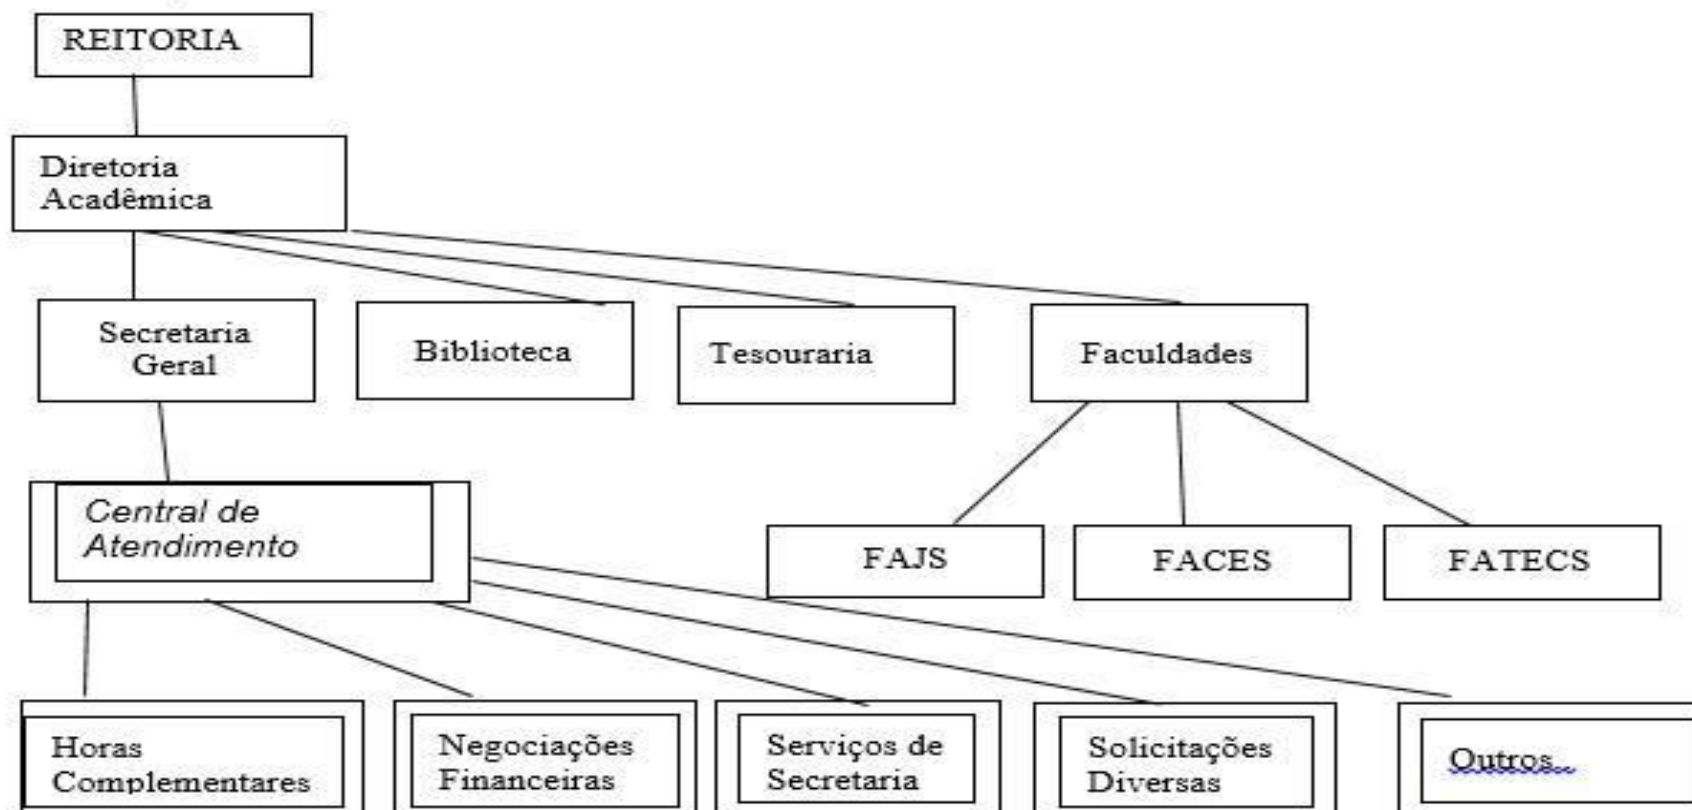 REITORIA
Diretoria
Acadêmica
Secretaria
Geral
Biblioteca
Tesouraria
Faculdades
Central de
Atendimento
FAJS
FACES
FATECS
Horas
Complementares
Negociações
Financeiras
Serviços de
Secretaria
Solicitações
Diversas
Outros...